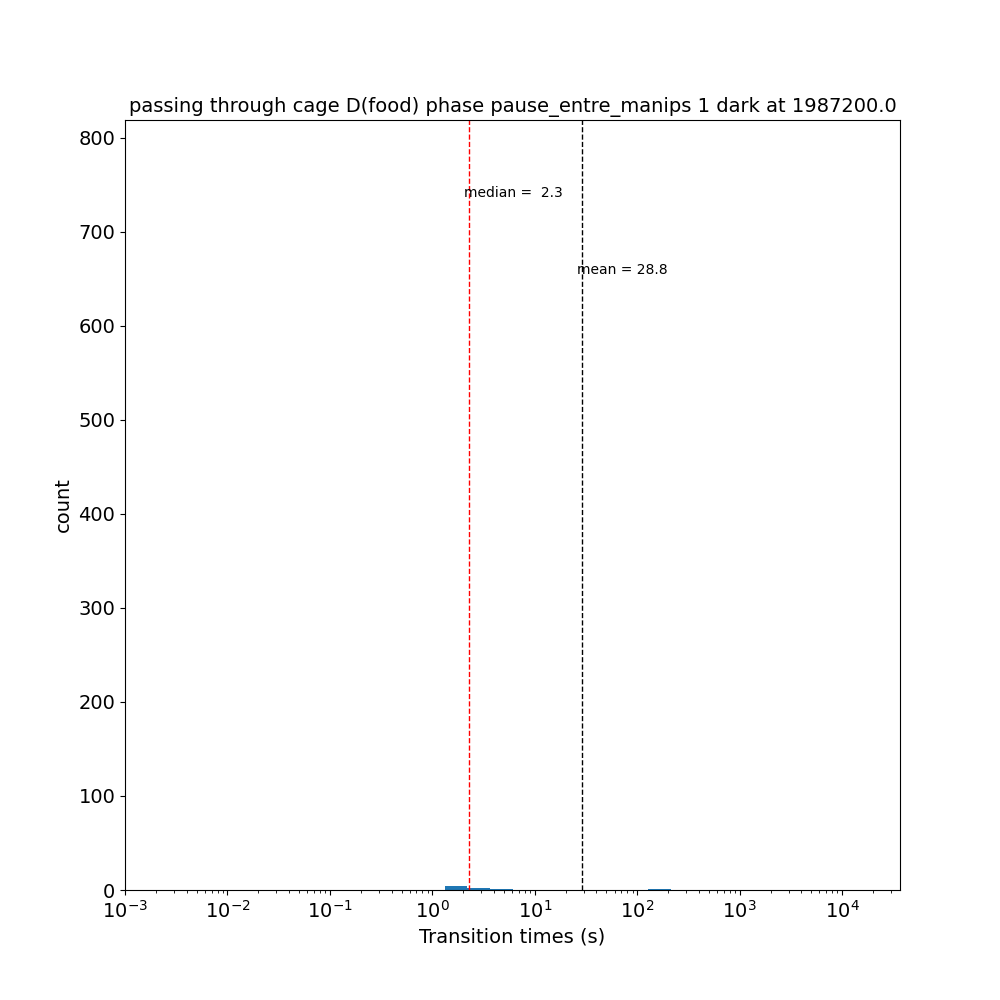 passing through cage D(food) phase pause_entre_manips 1 dark at 1987200.0
800
median =  2.3
700
mean = 28.8
600
500
400
count
300
200
100
0
10⁻³ 10⁻² 10⁻¹ 10⁰ 10¹ 10² 10³ 10⁴
Transition times (s)